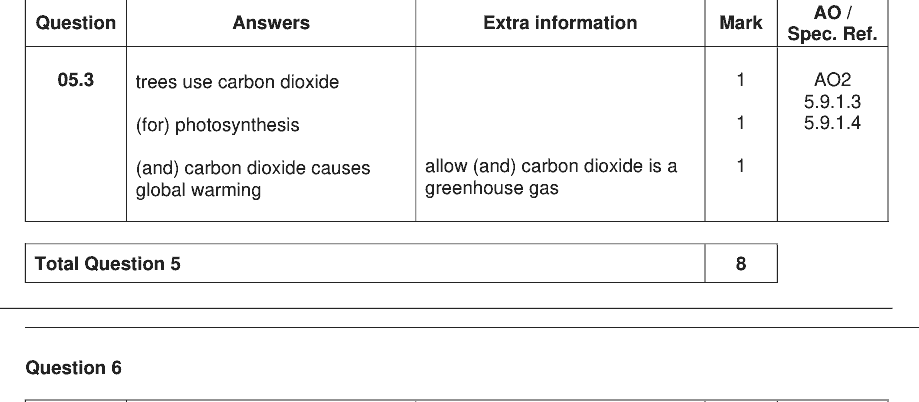 Question Answers Extra information Mark AO /
Spec. Ref.
05.3 trees use carbon dioxide 1 AO2
5.9.1.3
(for) photosynthesis 1 5.9.1.4
(and) carbon dioxide causes allow (and) carbon dioxide is a 1
global warming greenhouse gas
Total Question 5 8
Question 6